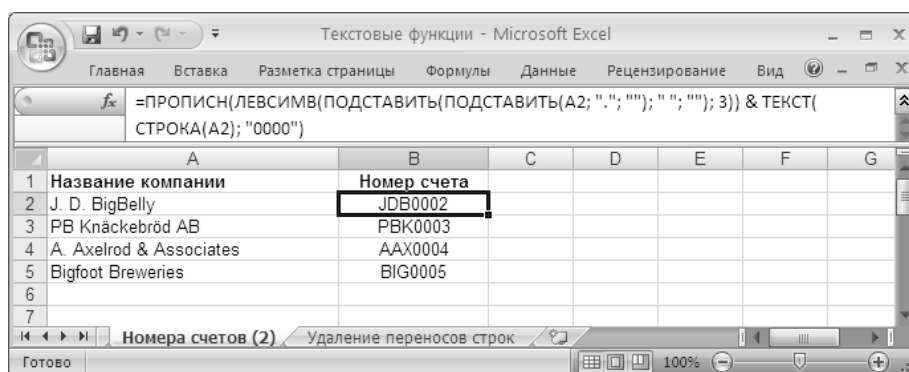 Текстовые функции - Microsoft Excel
Главная Вставка Разметка страницы Формулы Данные Рецензирование Вид
fx =ПРОПИСН(ЛЕВСИМВ(ПОДСТАВИТЬ(ПОДСТАВИТЬ(A2; "."; ""); " "; ""); 3)) & ТЕКСТ(
СТРОКА(A2); "0000")
A B C D E F G
1 Название компании Номер счета
2 J. D. BigBelly JDB0002
3 PB Knäckebröd AB PBK0003
4 A. Axelrod & Associates AAX0004
5 Bigfoot Breweries BIG0005
6
7
Номера счетов (2) Удаление переносов строк
Готово 100%